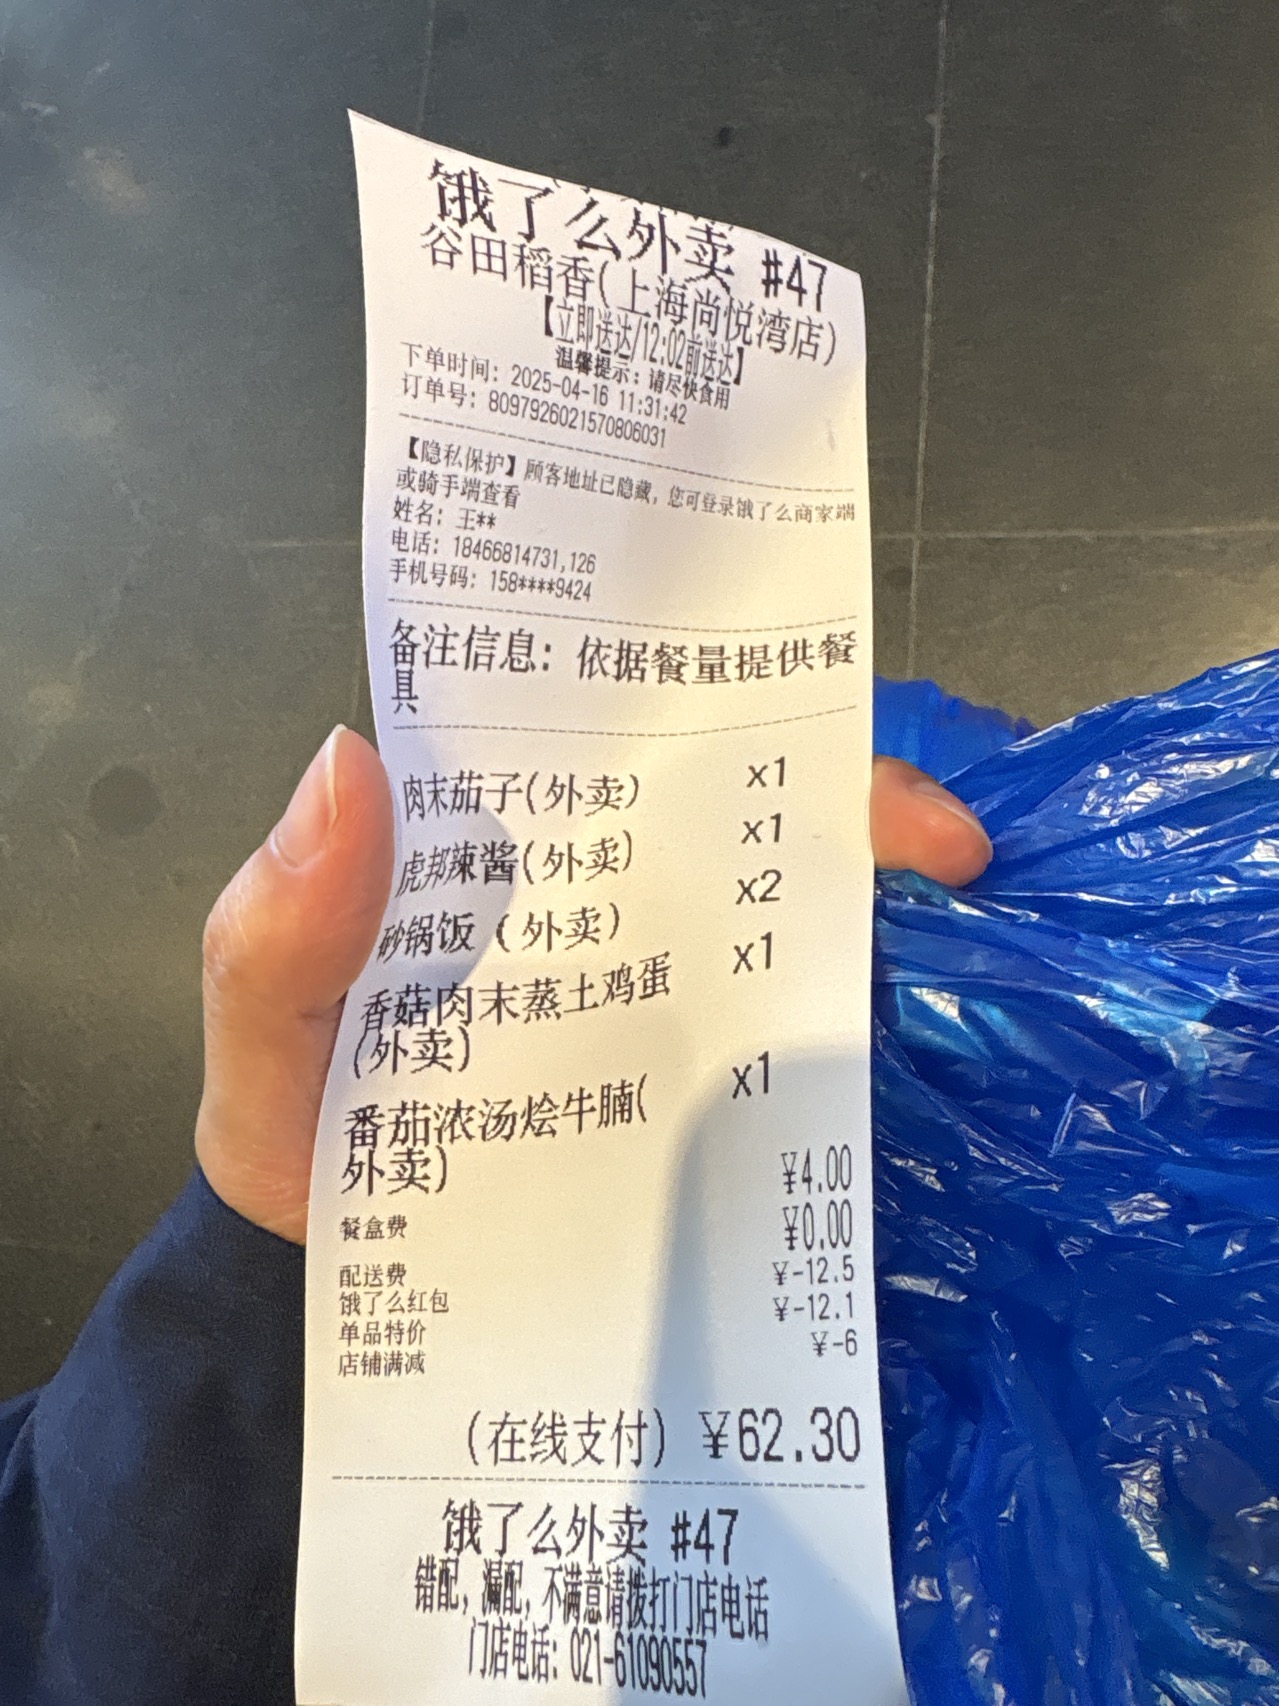 饿了么外卖 #47
谷田稻香(上海尚悦湾店)
【立即送达/12:02前送达】
温馨提示：请尽快食用
下单时间: 2025-04-16 11:31:42
订单号: 8097926021570806031
【隐私保护】顾客地址已隐藏，您可登录饿了么商家端
或骑手端查看
姓名: 王**
电话: 18466814731,126
手机号码: 158****9424
备注信息: 依据餐量提供餐
具
肉末茄子(外卖) x1
虎邦辣酱(外卖) x1
砂锅饭 (外卖) x2
香菇肉末蒸土鸡蛋 x1
(外卖)
番茄浓汤烩牛腩( x1
外卖)
餐盒费 ¥4.00
配送费 ¥0.00
饿了么红包 ¥-12.5
单品特价 ¥-12.1
店铺满减 ¥-6
(在线支付) ¥62.30
饿了么外卖 #47
错配，漏配，不满意请拨打门店电话
门店电话: 021-61090557